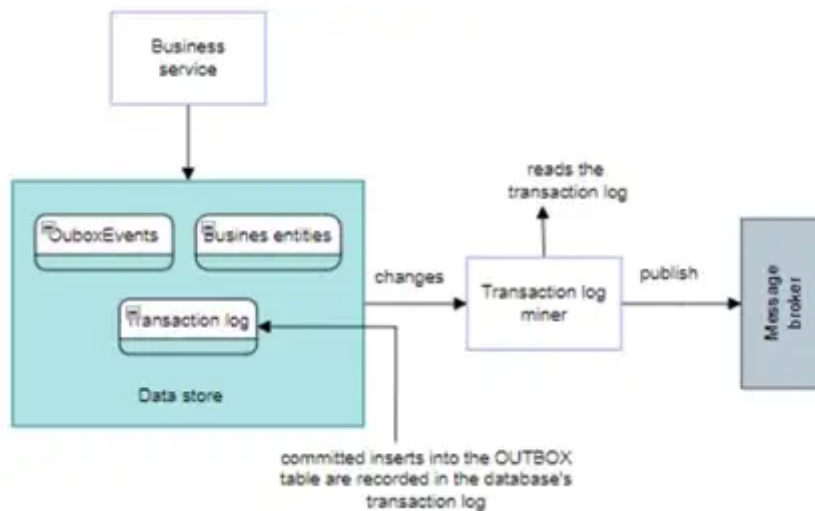 Business
service
reads the
transaction log
OuboxEvents
Busines entities
changes
Transaction log
miner
publish
Message
broker
Transaction log
Data store
committed inserts into the OUTBOX
table are recorded in the database's
transaction log